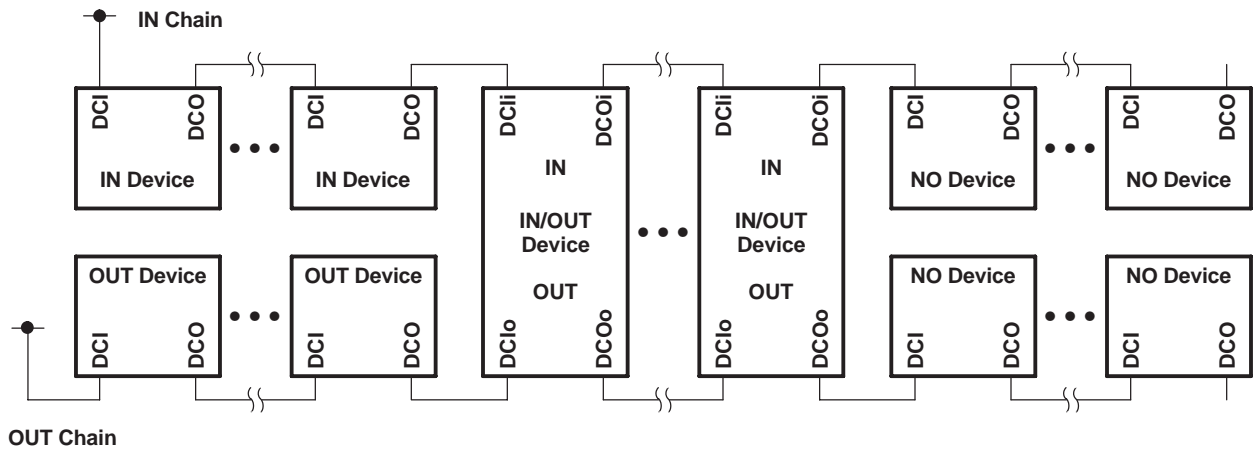 IN Chain
DCI
DCO
DCI
DCO
DCIi
DCOi
DCIi
DCOi
DCI
DCO
DCI
DCO
IN Device
IN Device
IN
IN
NO Device
NO Device
IN/OUT
Device
IN/OUT
Device
OUT Device
OUT Device
OUT
OUT
NO Device
NO Device
DCI
DCO
DCI
DCO
DCIo
DCOo
DCIo
DCOo
DCI
DCO
DCI
DCO
OUT Chain